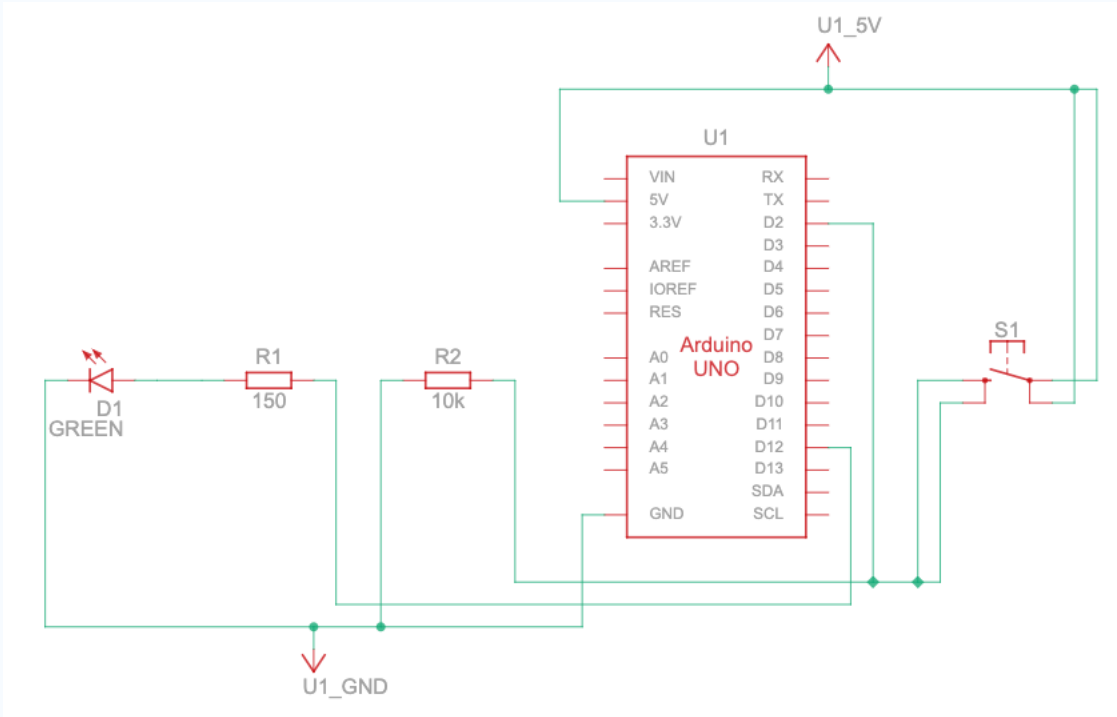 U1_5V
U1
VIN RX
5V TX
3.3V D2
D3
AREF D4
IOREF D5
RES D6
D7
Arduino
UNO
A0 D8
A1 D9
A2 D10
A3 D11
A4 D12
A5 D13
SDA
GND SCL
S1
R1
150
R2
10k
D1
GREEN
U1_GND